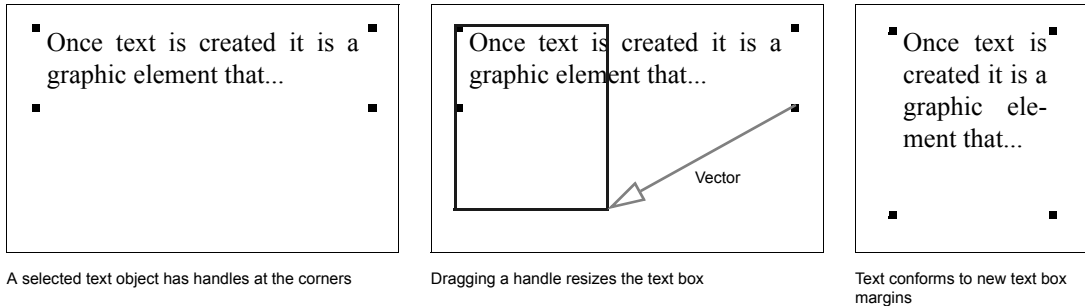 Once text is created it is a
graphic element that...
A selected text object has handles at the corners
Once text is created it is a
graphic element that...
Vector
Dragging a handle resizes the text box
Once text is
created it is a
graphic ele-
ment that...
Text conforms to new text box
margins